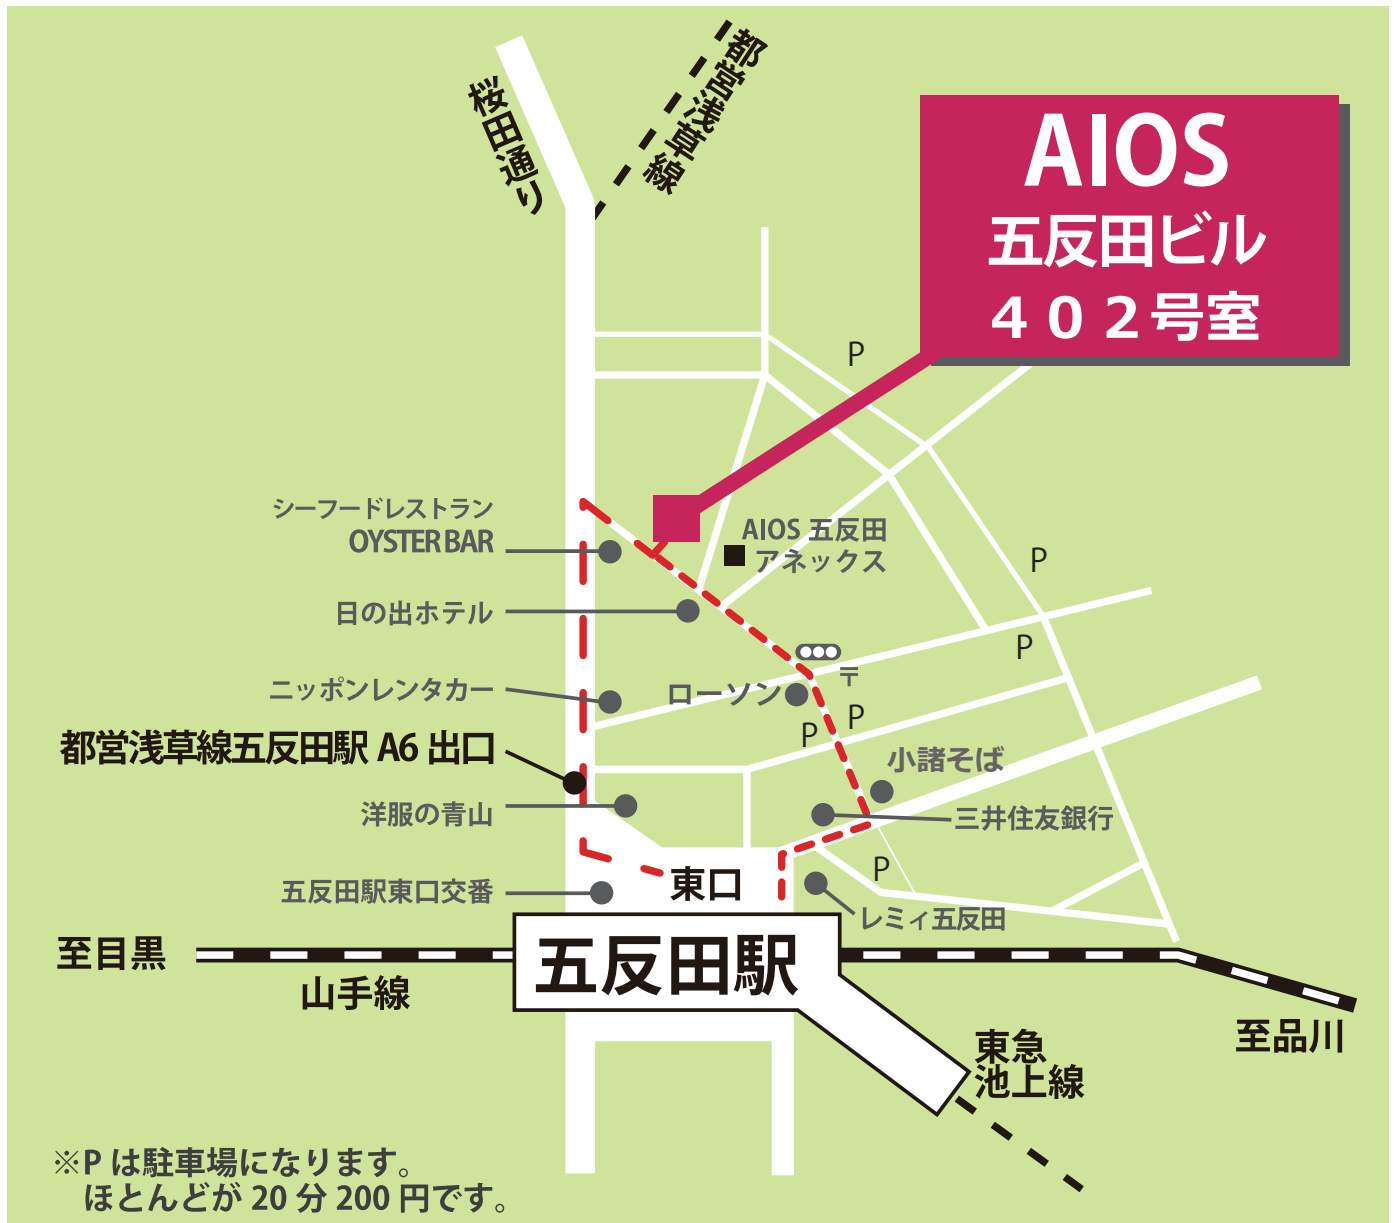 都営浅草線
桜田通り
AIOS
五反田ビル
４０２号室
P
シーフードレストラン
OYSTER BAR
AIOS 五反田
アネックス
P
日の出ホテル
P
〒
ニッポンレンタカー
ローソン
P
P
都営浅草線五反田駅 A6 出口
小諸そば
洋服の青山
三井住友銀行
P
五反田駅東口交番
東口
レミィ五反田
至目黒
五反田駅
山手線
至品川
東急
池上線
※P は駐車場になります。
ほとんどが 20 分 200 円です。